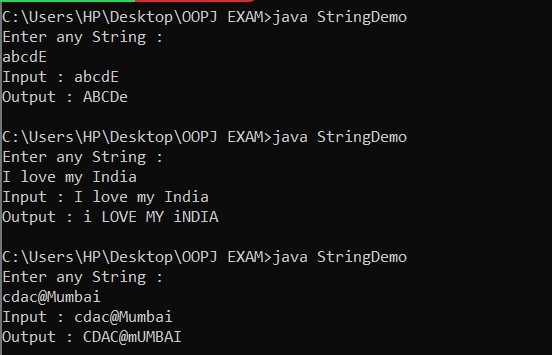 C:\Users\HP\Desktop\OOPJ EXAM>java StringDemo
Enter any String :
abcdE
Input : abcdE
Output : ABCDe
C:\Users\HP\Desktop\OOPJ EXAM>java StringDemo
Enter any String :
I love my India
Input : I love my India
Output : i LOVE MY iNDIA
C:\Users\HP\Desktop\OOPJ EXAM>java StringDemo
Enter any String :
cdac@Mumbai
Input : cdac@Mumbai
Output : CDAC@mUMBAI